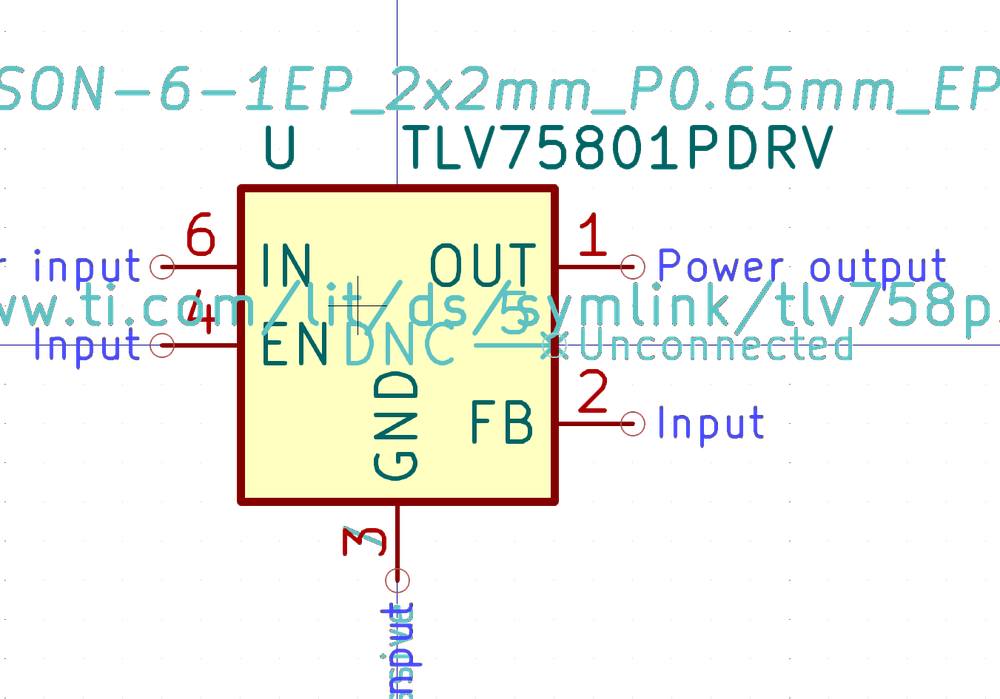 SON-6-1EP_2x2mm_P0.65mm_EP
U TLV75801PDRV
6 1
input IN OUT Power output
ww.ti.com/lit/ds/symlink/tlv758p.
4 5
Input EN DNC Unconnected
2
GND FB Input
3
nput